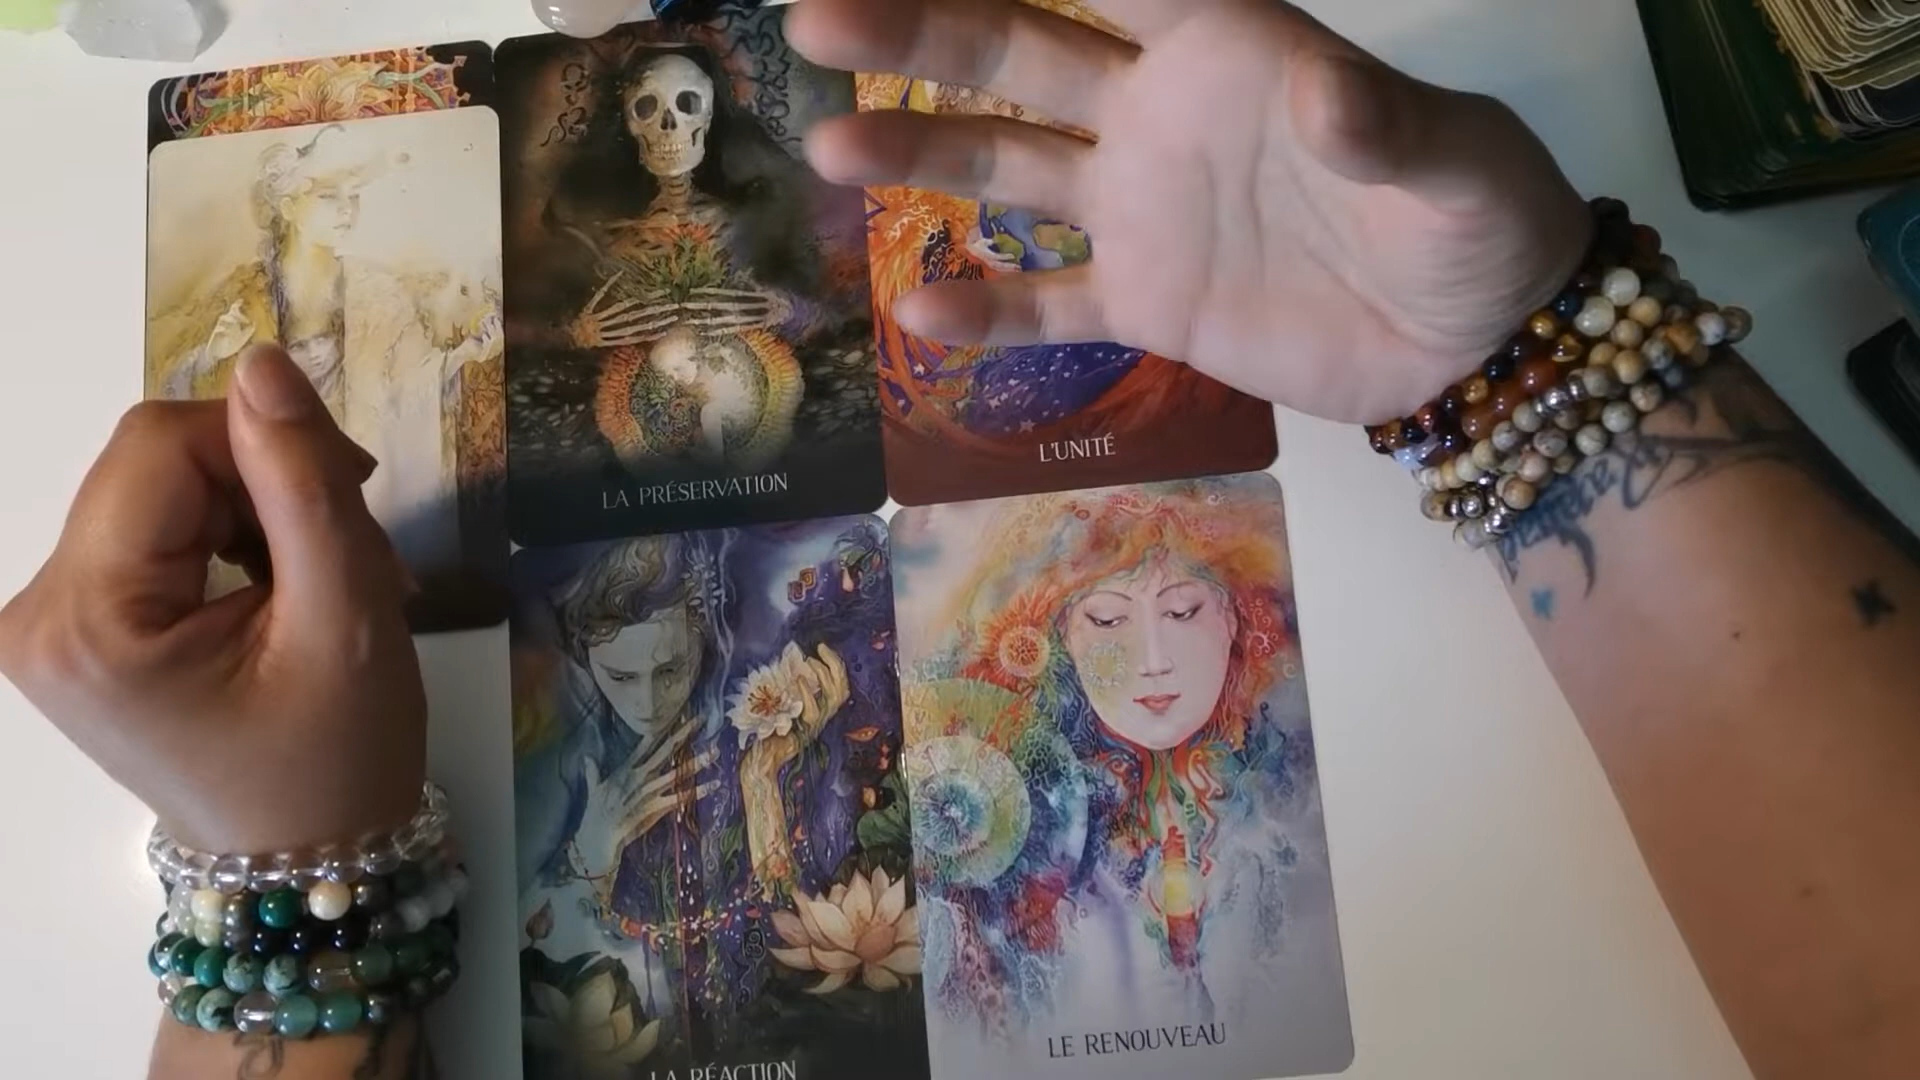 LA PRÉSERVATION
L'UNITÉ
LA RÉACTION
LE RENOUVEAU